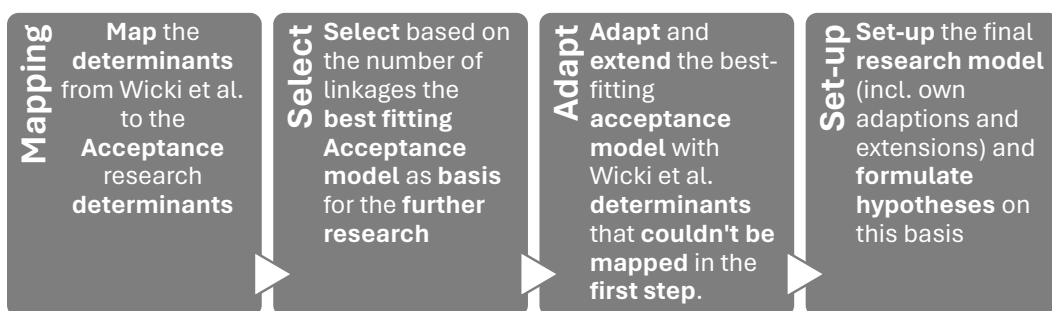 Mapping
Map the
determinants
from Wicki et al.
to the
Acceptance
research
determinants
Select
Select based on
the number of
linkages the
best fitting
Acceptance
model as basis
for the further
research
Adapt
Adapt and
extend the best-
fitting
acceptance
model with
Wicki et al.
determinants
that couldn't be
mapped in the
first step.
Set-up
Set-up the final
research model
(incl. own
adaptions and
extensions) and
formulate
hypotheses on
this basis